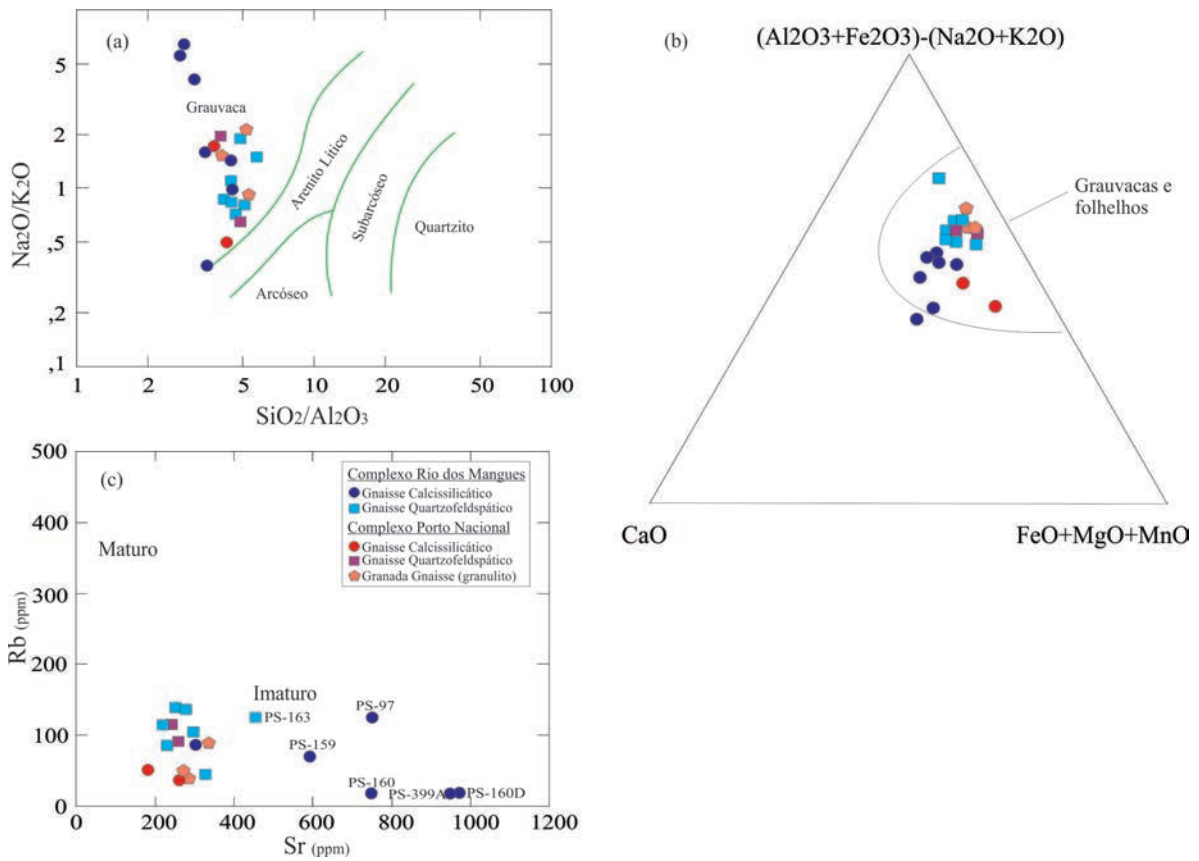 (a)
Na2O/K2O
5
2
1
,5
,2
,1
Grauvaca
Arenito Lítico
Subarcóseo
Quartzito
Arcóseo
1
2
5
10
20
50
100
SiO2/Al2O3
(b)
(Al2O3+Fe2O3)-(Na2O+K2O)
Grauvacas e
folhelhos
CaO
FeO+MgO+MnO
(c)
Rb (ppm)
500
400
300
200
100
0
Maturo
Imaturo
Complexo Rio dos Mangues
Gnaisse Calcissilicático
Gnaisse Quartzofeldspático
Complexo Porto Nacional
Gnaisse Calcissilicático
Gnaisse Quartzofeldspático
Granada Gnaisse (granulito)
PS-163
PS-97
PS-159
PS-160
PS-399A
PS-160D
0
200
400
600
800
1000
1200
Sr (ppm)